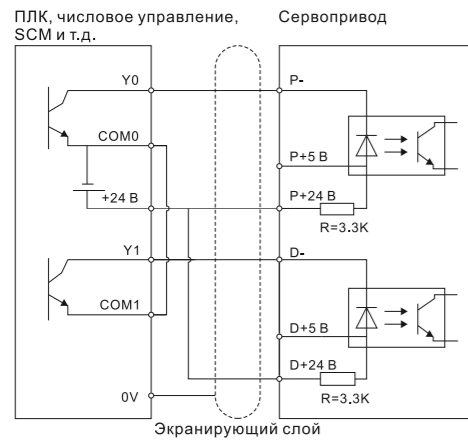 ПЛК, числовое управление,
SCM и т.д.
Сервопривод
Y0
P-
COM0
P+5 В
+24 В
P+24 В
R=3.3K
Y1
D-
COM1
D+5 В
D+24 В
0V
R=3.3K
Экранирующий слой